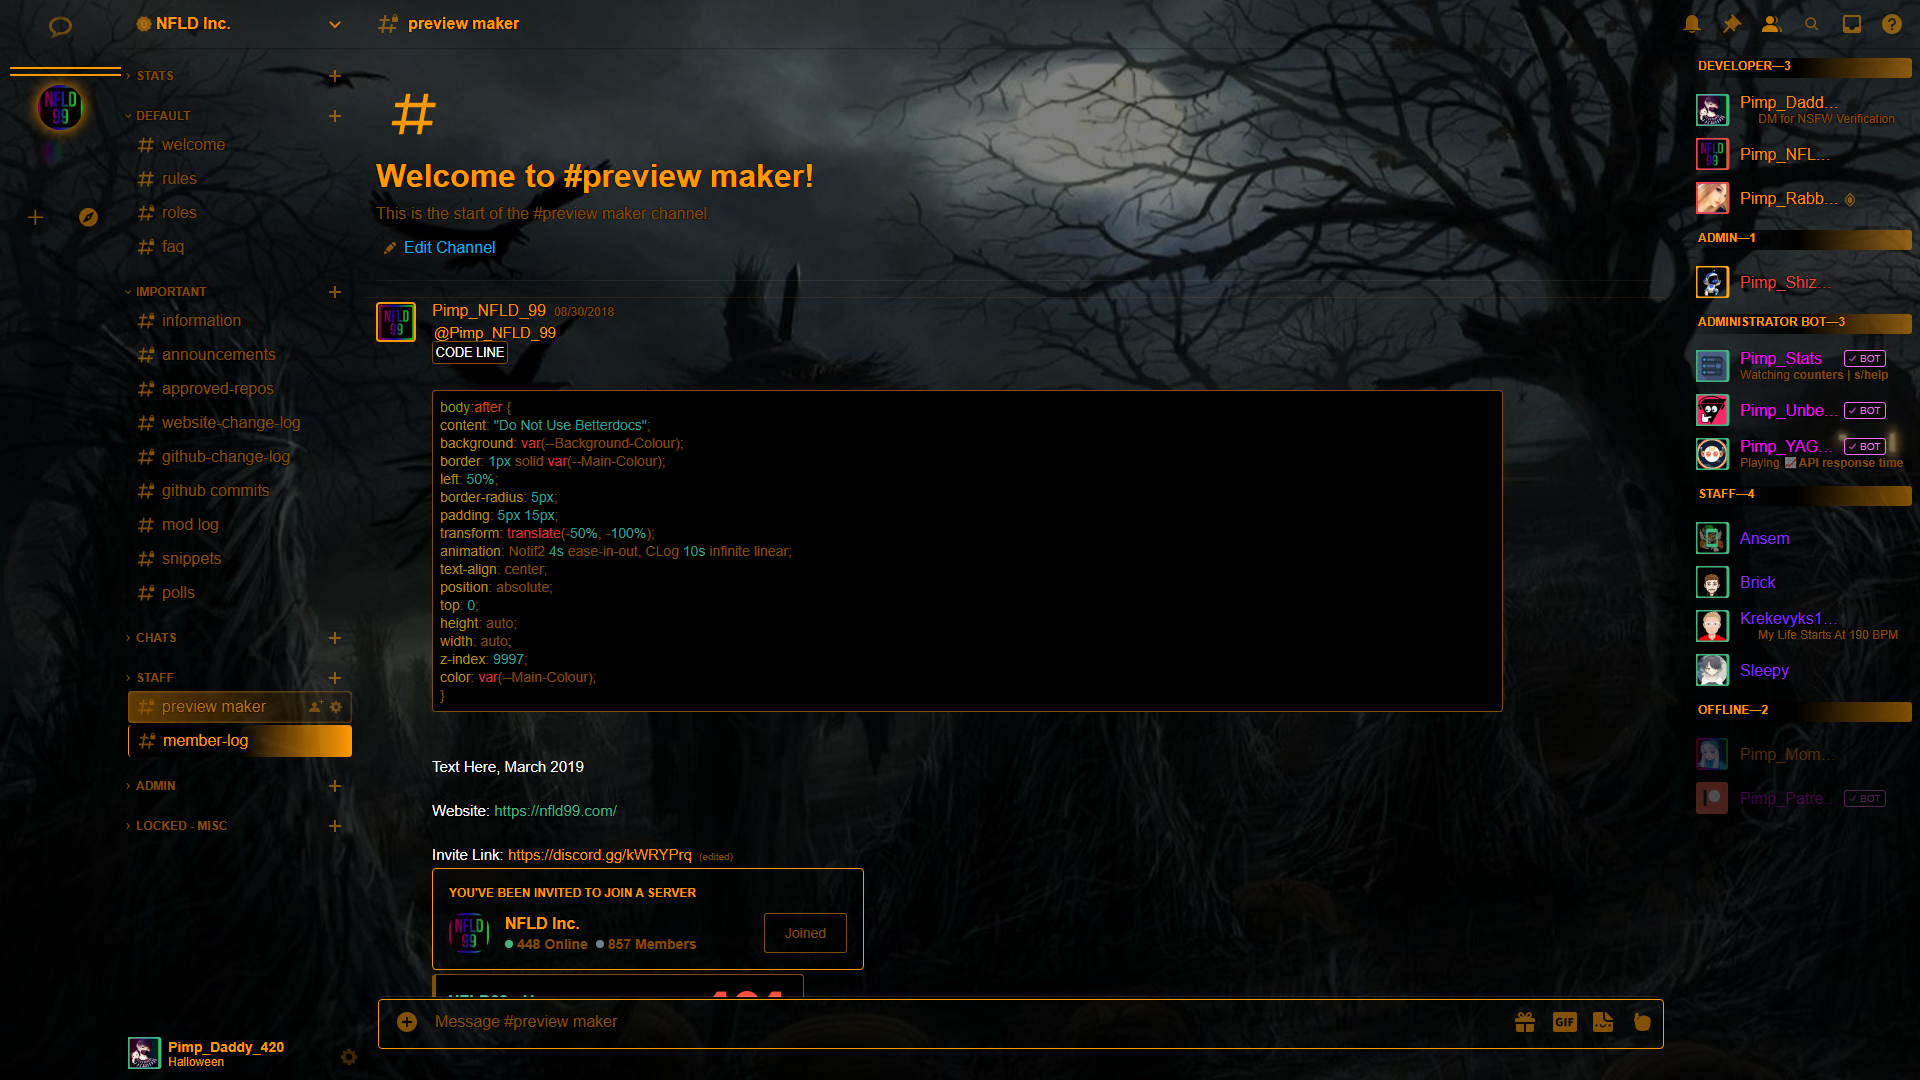 NFLD Inc.
preview maker
STATS
DEFAULT
welcome
rules
roles
faq
IMPORTANT
information
announcements
approved-repos
website-change-log
github-change-log
github commits
mod log
snippets
polls
CHATS
STAFF
preview maker
member-log
ADMIN
LOCKED - MISC
Pimp_Daddy_420
Halloween
NFLD
99
Welcome to #preview maker!
This is the start of the #preview maker channel.
Edit Channel
NFLD
99
Pimp_NFLD_99 08/30/2018
@Pimp_NFLD_99
CODE LINE
body:after {
content: "Do Not Use Betterdocs";
background: var(--Background-Colour);
border: 1px solid var(--Main-Colour);
left: 50%;
border-radius: 5px;
padding: 5px 15px;
transform: translate(-50%, -100%);
animation: Notif2 4s ease-in-out, CLog 10s infinite linear;
text-align: center;
position: absolute;
top: 0;
height: auto;
width: auto;
z-index: 9997;
color: var(--Main-Colour);
}
Text Here, March 2019
Website: https://nfld99.com/
Invite Link: https://discord.gg/kWRYPrq (edited)
YOU'VE BEEN INVITED TO JOIN A SERVER
NFLD
99
NFLD Inc.
448 Online 857 Members
Joined
Message #preview maker
GIF
DEVELOPER—3
Pimp_Dadd...
DM for NSFW Verification
NFLD
99
Pimp_NFL...
Pimp_Rabb...
ADMIN—1
Pimp_Shiz...
ADMINISTRATOR BOT—3
Pimp_Stats BOT
Watching counters | s/help
Pimp_Unbe... BOT
Pimp_YAG... BOT
Playing API response time
STAFF—4
Ansem
Brick
Krekevyks1...
My Life Starts At 190 BPM
Sleepy
OFFLINE—2
Pimp_Mom...
Pimp_Patre... BOT